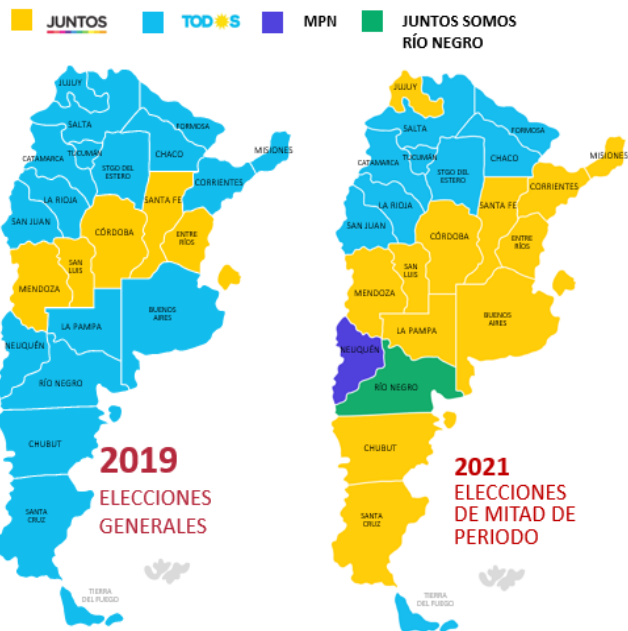 JUNTOS
TODOS
MPN
JUNTOS SOMOS
RÍO NEGRO
JUJUY
SALTA
FORMOSA
CATAMARCA
TUCUMÁN
STGO DEL
ESTERO
CHACO
MISIONES
CORRIENTES
LA RIOJA
SANTA FE
SAN JUAN
CÓRDOBA
ENTRE
RÍOS
SAN
LUIS
MENDOZA
BUENOS
AIRES
LA PAMPA
NEUQUÉN
RÍO NEGRO
CHUBUT
SANTA
CRUZ
TIERRA
DEL FUEGO
2019
ELECCIONES
GENERALES
JUJUY
SALTA
FORMOSA
CATAMARCA
TUCUMÁN
STGO DEL
ESTERO
CHACO
MISIONES
CORRIENTES
LA RIOJA
SANTA FE
SAN JUAN
CÓRDOBA
ENTRE
RÍOS
SAN
LUIS
MENDOZA
BUENOS
AIRES
LA PAMPA
NEUQUÉN
RÍO NEGRO
CHUBUT
SANTA
CRUZ
TIERRA
DEL FUEGO
2021
ELECCIONES
DE MITAD DE
PERIODO